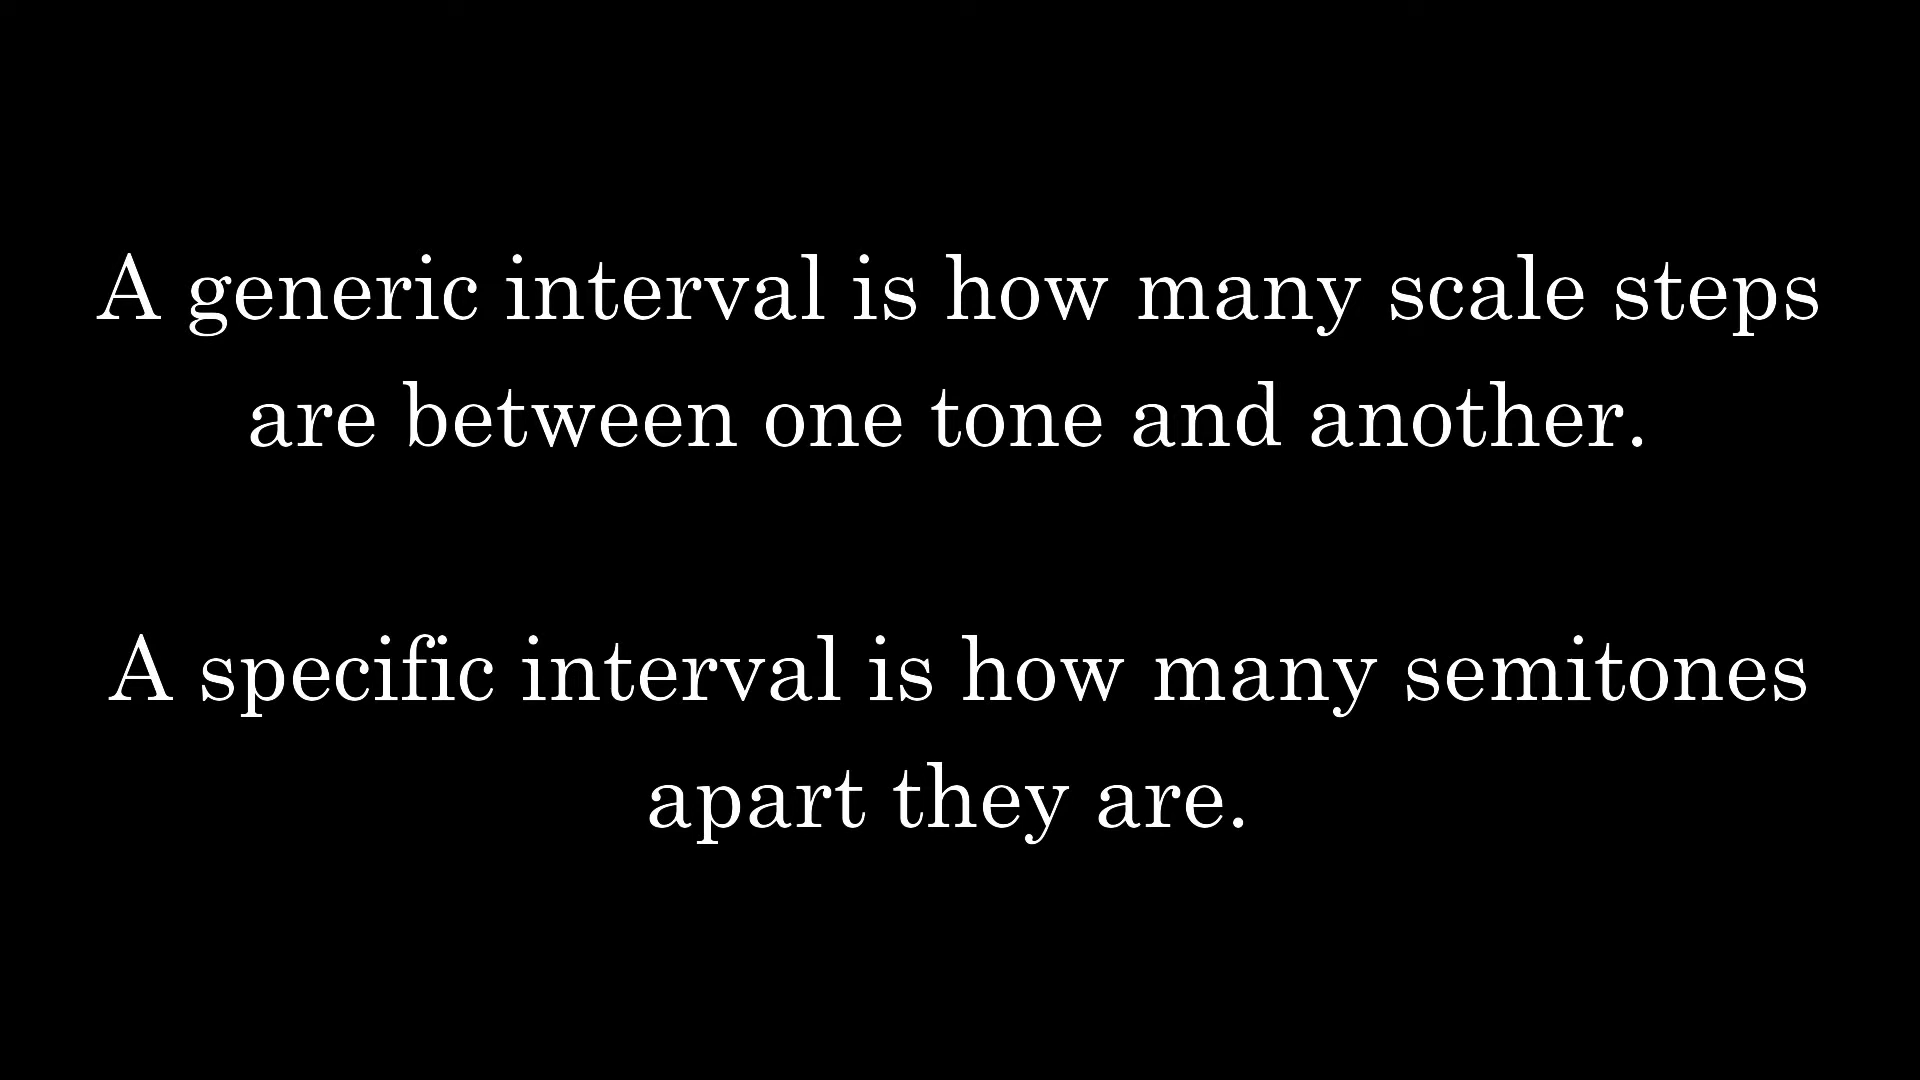 A generic interval is how many scale steps
are between one tone and another.
A specific interval is how many semitones
apart they are.